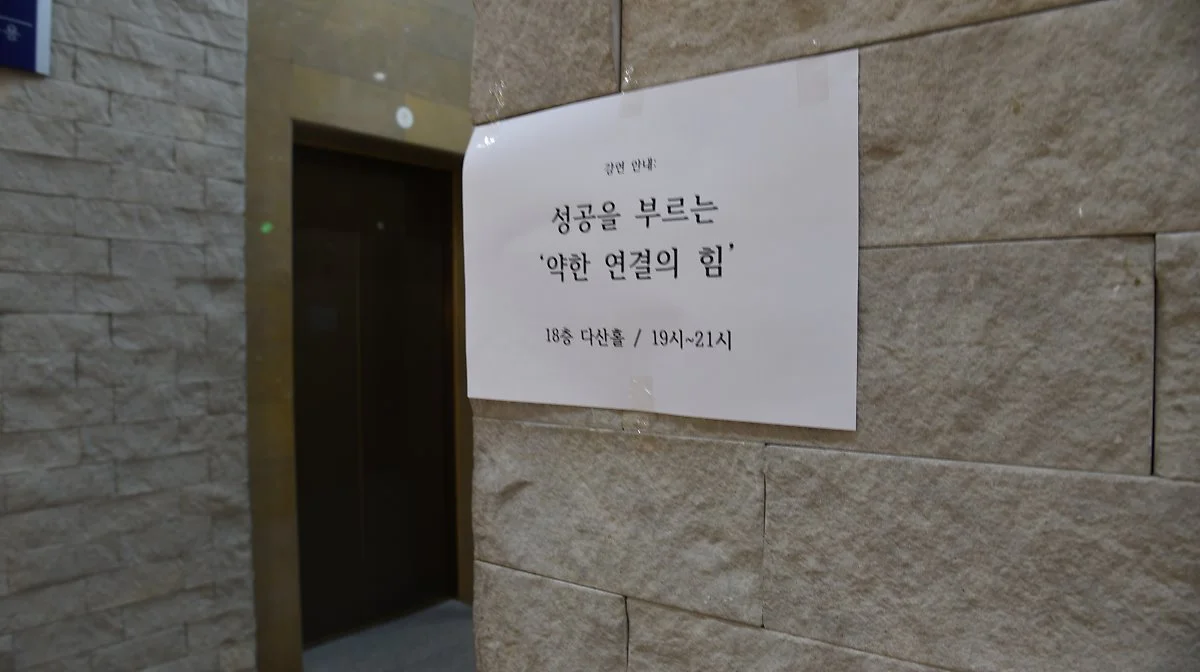 강연 안내:
성공을 부르는
‘약한 연결의 힘’
18층 다산홀 / 19시~21시